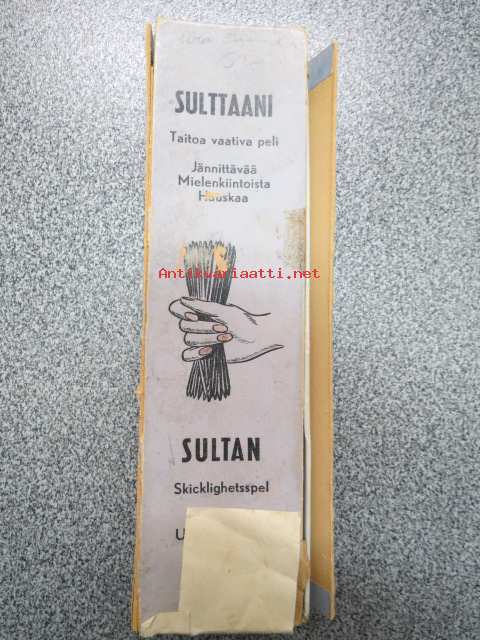 SULTTAANI
Taitoa vaativa peli
Jännittävää
Mielenkiintoista
Hauskaa
Antikvariaatti.net
SULTAN
Skicklighetsspel
U